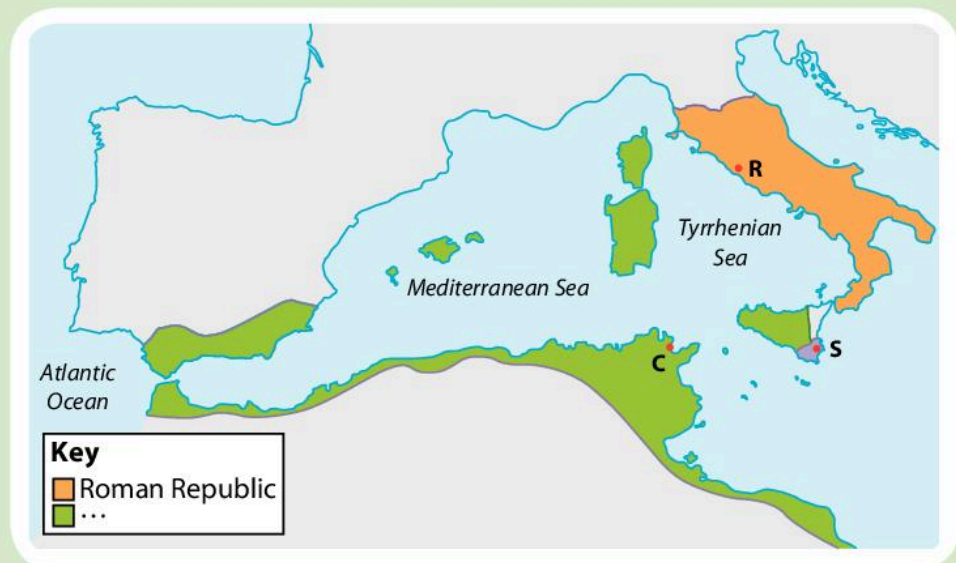 R
Tyrrhenian
Sea
Mediterranean Sea
S
C
Atlantic
Ocean
Key
Roman Republic
...